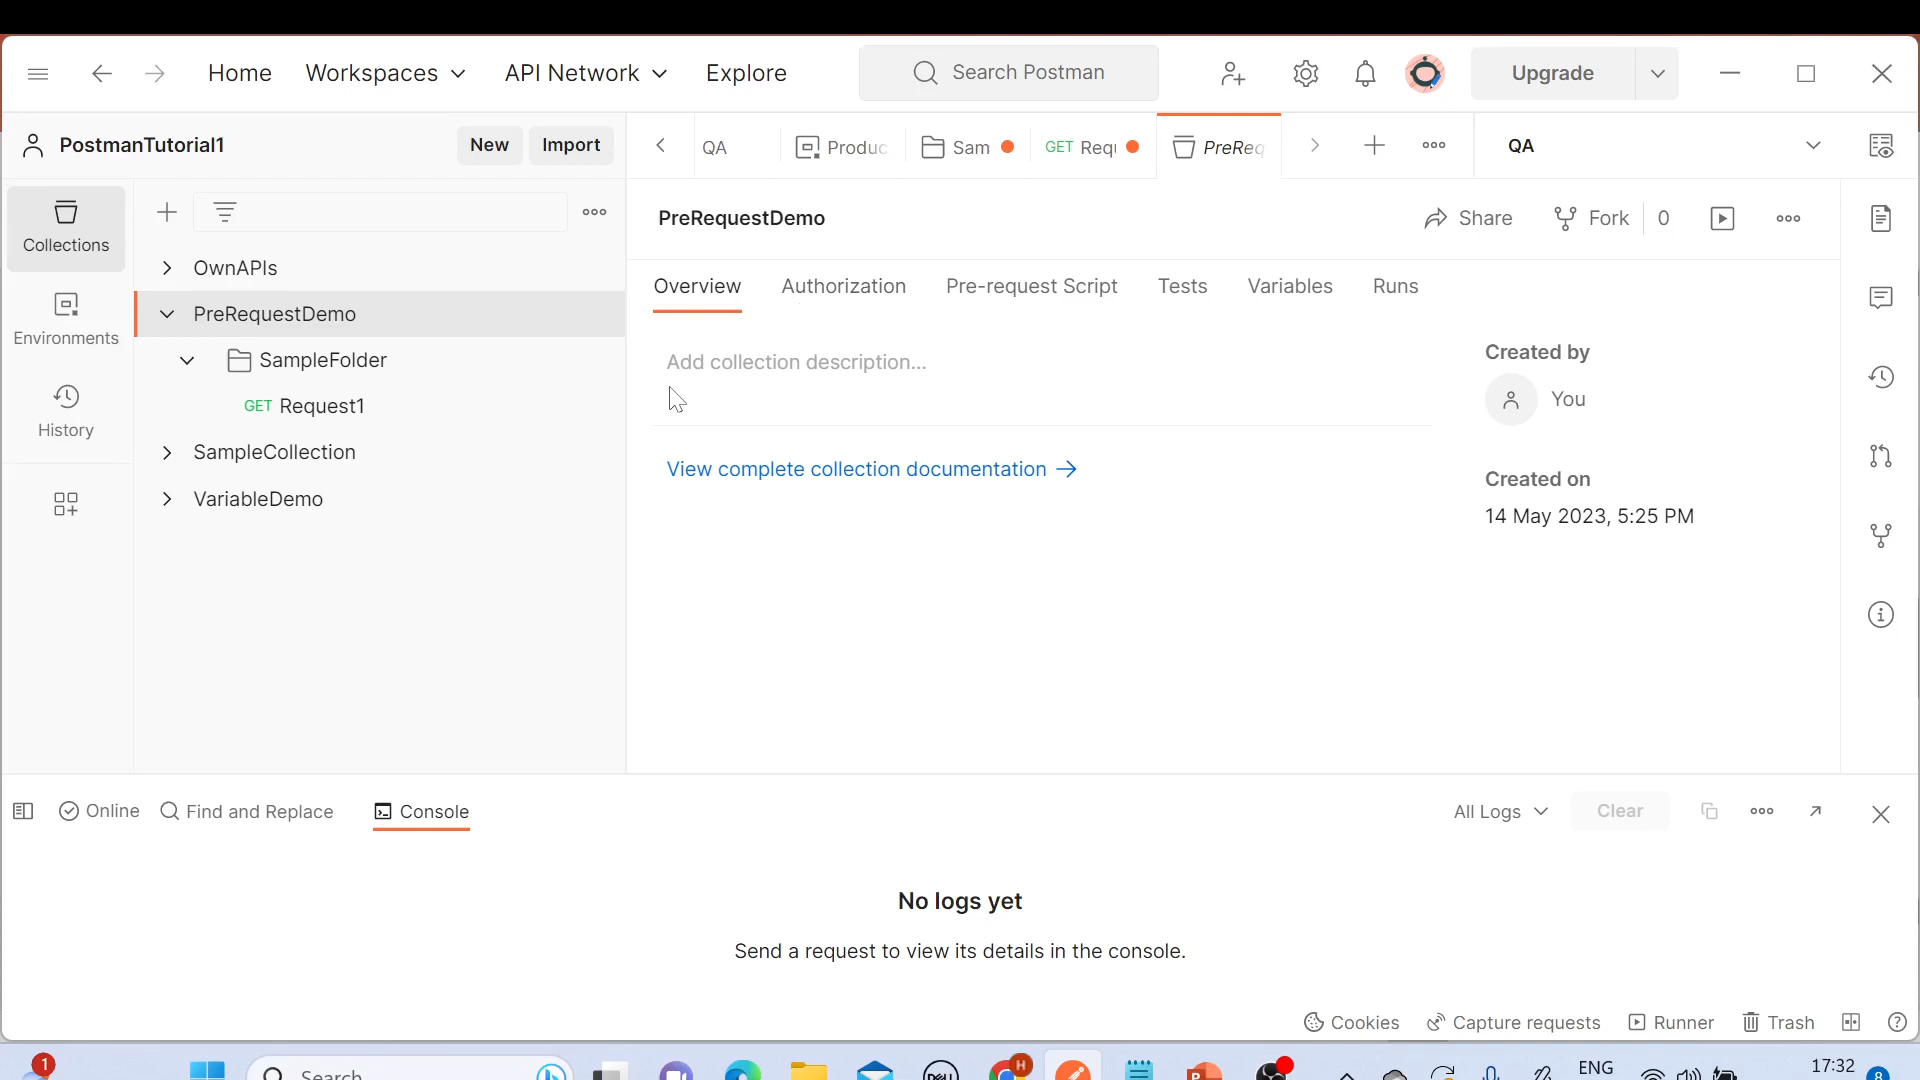 Home Workspaces API Network Explore Search Postman Upgrade
PostmanTutorial1 New Import QA Produc Sam GET Requ PreReq QA
Collections
Environments
History
OwnAPIs
PreRequestDemo
SampleFolder
GET Request1
SampleCollection
VariableDemo
PreRequestDemo Share Fork 0
Overview Authorization Pre-request Script Tests Variables Runs
Add collection description...
View complete collection documentation
Created by
You
Created on
14 May 2023, 5:25 PM
Online Find and Replace Console All Logs Clear
No logs yet
Send a request to view its details in the console.
Cookies Capture requests Runner Trash
1 Search H ENG 17:32 8